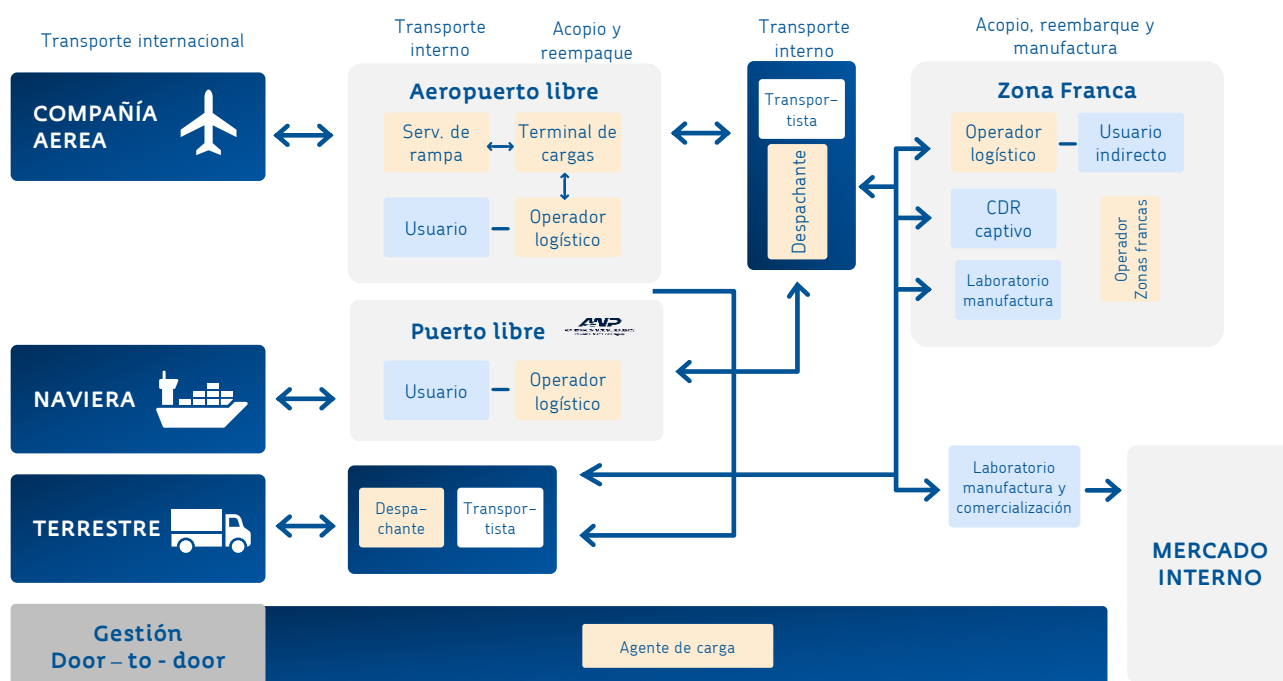 Transporte internacional
Transporte
interno
Acopio y
reempaque
Transporte
interno
Acopio, reembarque y
manufactura
COMPAÑÍA
AEREA
Aeropuerto libre
Serv. de
rampa
Terminal de
cargas
Usuario
Operador
logístico
Transpor-
tista
Despachante
Zona Franca
Operador
logístico
Usuario
indirecto
CDR
captivo
Operador
Zonas francas
Laboratorio
manufactura
Puerto libre
ANP
Usuario
Operador
logístico
NAVIERA
TERRESTRE
Despa-
chante
Transpor-
tista
Laboratorio
manufactura y
comercialización
MERCADO
INTERNO
Gestión
Door – to - door
Agente de carga